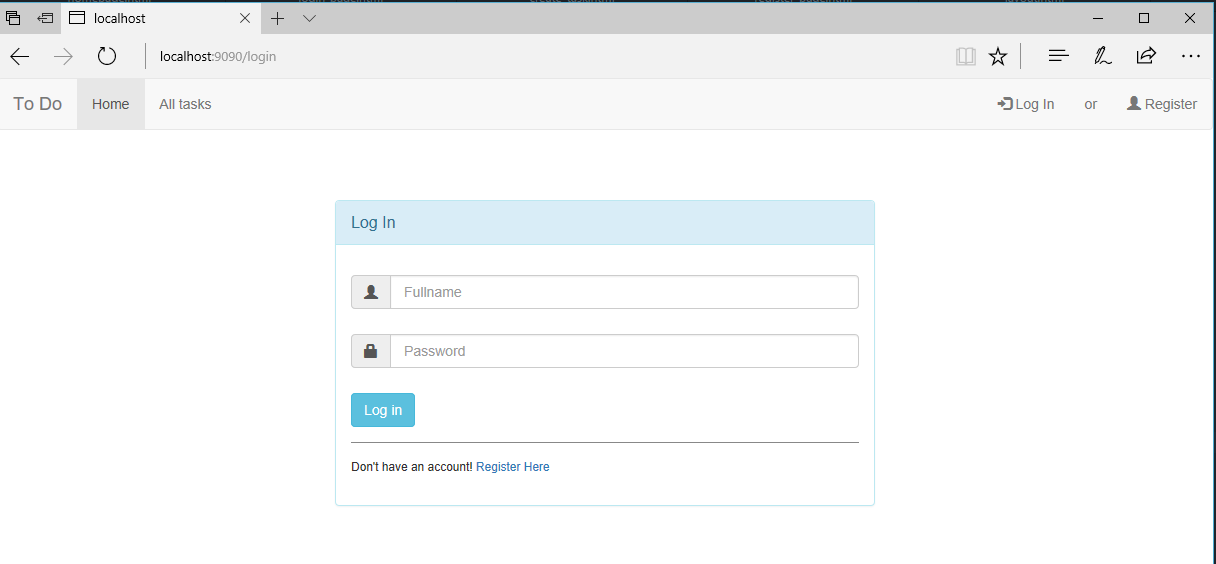 localhost
localhost:9090/login
To Do Home All tasks Log In or Register
Log In
Fullname
Password
Log in
Don't have an account! Register Here